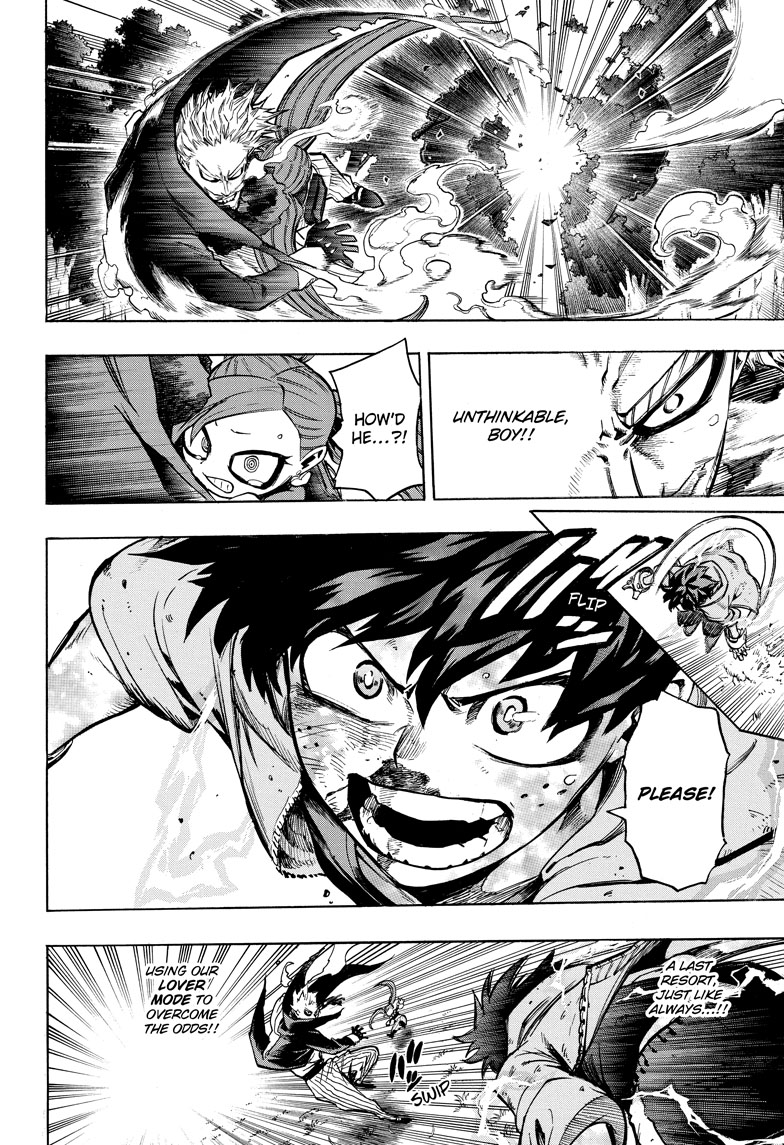 UNTHINKABLE,
BOY!!
HOW'D
HE...?!
FLIP
PLEASE!
A LAST
RESORT,
JUST LIKE
ALWAYS...!!
USING OUR
LOVER
MODE TO
OVERCOME
THE ODDS!!
SWIP